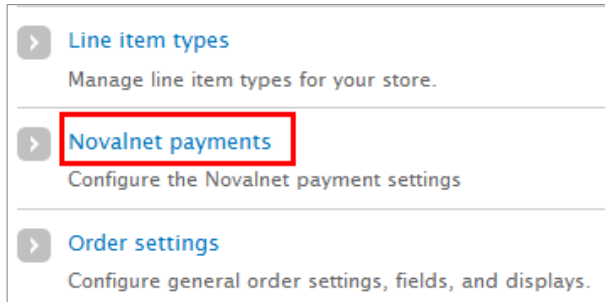 Line item types
Manage line item types for your store.
Novalnet payments
Configure the Novalnet payment settings
Order settings
Configure general order settings, fields, and displays.